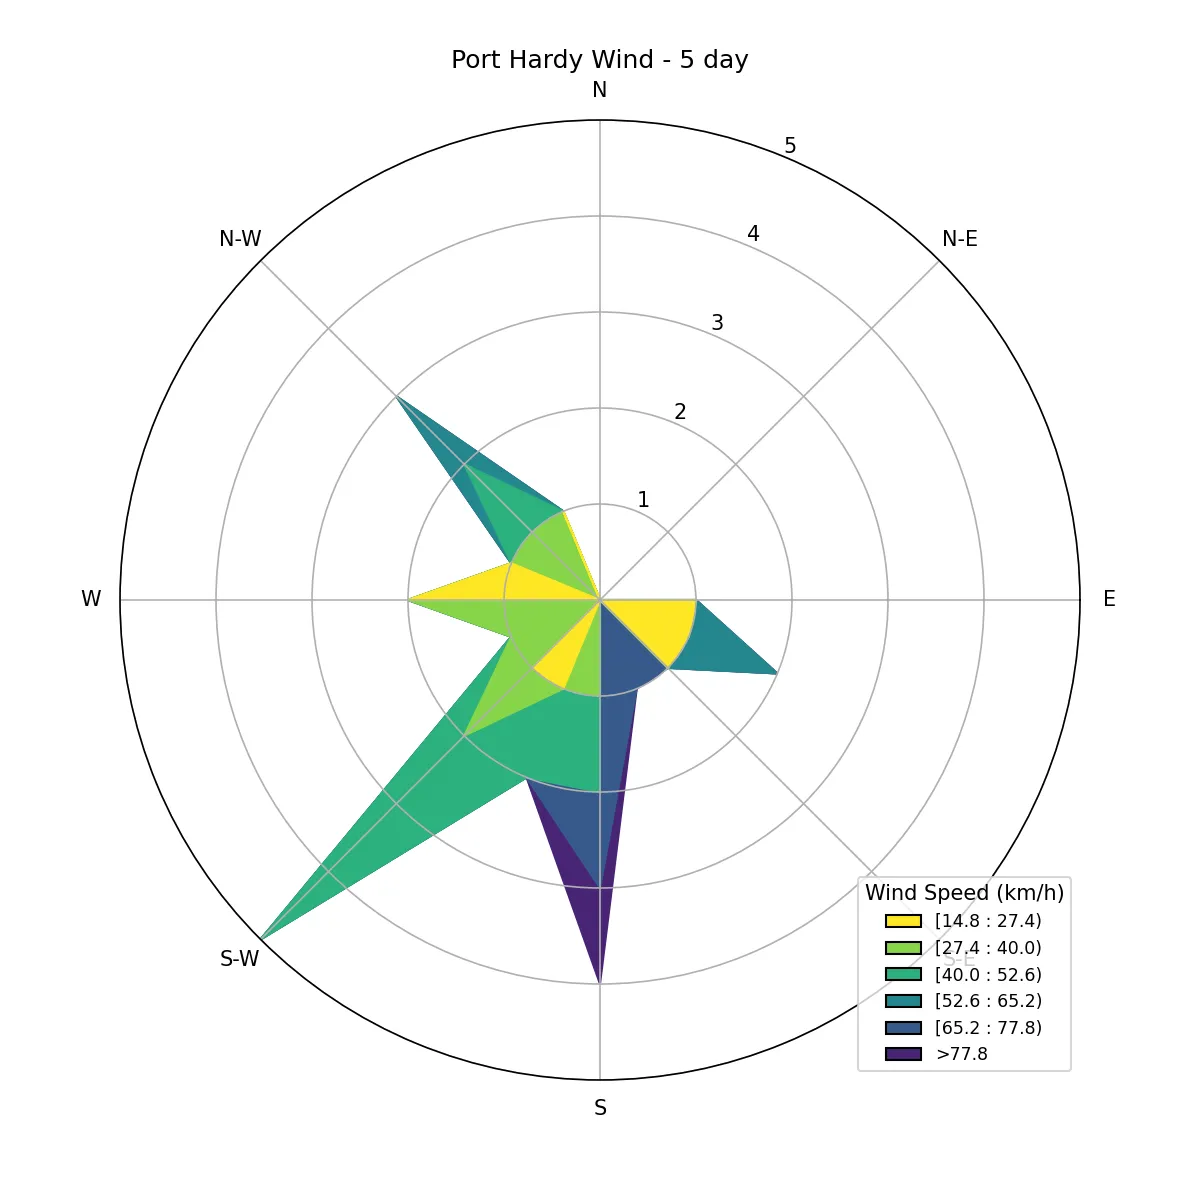 Port Hardy Wind - 5 day
N
5
N-W
N-E
4
3
2
1
W
E
Wind Speed (km/h)
[14.8 : 27.4)
[27.4 : 40.0)
S-W
S-E
[40.0 : 52.6)
[52.6 : 65.2)
[65.2 : 77.8)
>77.8
S